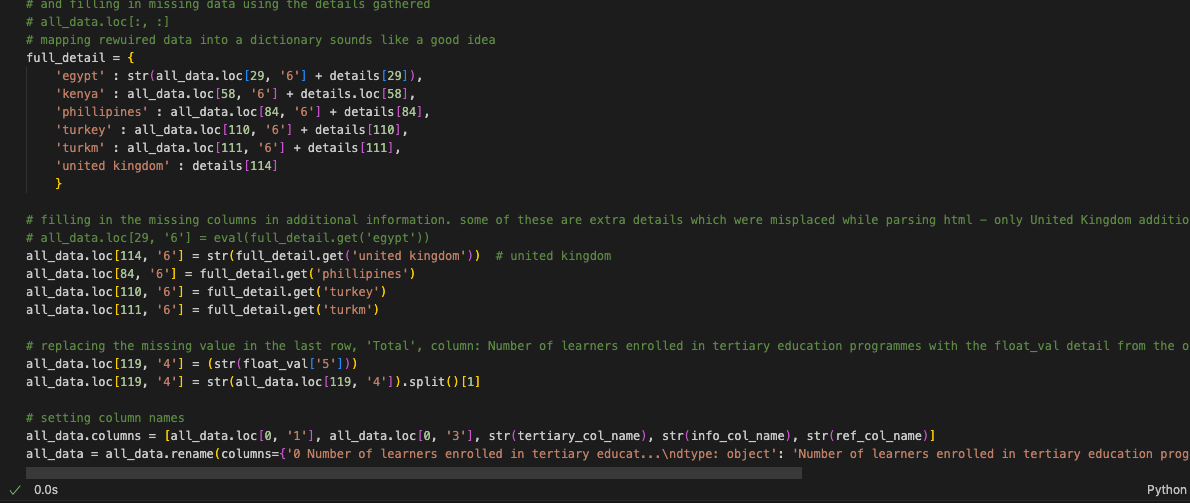 # and filling in missing data using the details gathered
# all_data.loc[:, :]
# mapping rewuired data into a dictionary sounds like a good idea
full_detail = {
    'egypt' : str(all_data.loc[29, '6'] + details[29]),
    'kenya' : all_data.loc[58, '6'] + details.loc[58],
    'phillipines' : all_data.loc[84, '6'] + details[84],
    'turkey' : all_data.loc[110, '6'] + details[110],
    'turkm' : all_data.loc[111, '6'] + details[111],
    'united kingdom' : details[114]
    }
# filling in the missing columns in additional information. some of these are extra details which were misplaced while parsing html - only United Kingdom additio
# all_data.loc[29, '6'] = eval(full_detail.get('egypt'))
all_data.loc[114, '6'] = str(full_detail.get('united kingdom'))  # united kingdom
all_data.loc[84, '6'] = full_detail.get('phillipines')
all_data.loc[110, '6'] = full_detail.get('turkey')
all_data.loc[111, '6'] = full_detail.get('turkm')
# replacing the missing value in the last row, 'Total', column: Number of learners enrolled in tertiary education programmes with the float_val detail from the o
all_data.loc[119, '4'] = (str(float_val['5']))
all_data.loc[119, '4'] = str(all_data.loc[119, '4']).split()[1]
# setting column names
all_data.columns = [all_data.loc[0, '1'], all_data.loc[0, '3'], str(tertiary_col_name), str(info_col_name), str(ref_col_name)]
all_data = all_data.rename(columns={'0 Number of learners enrolled in tertiary educat...\ndtype: object': 'Number of learners enrolled in tertiary education prog
0.0s
Python